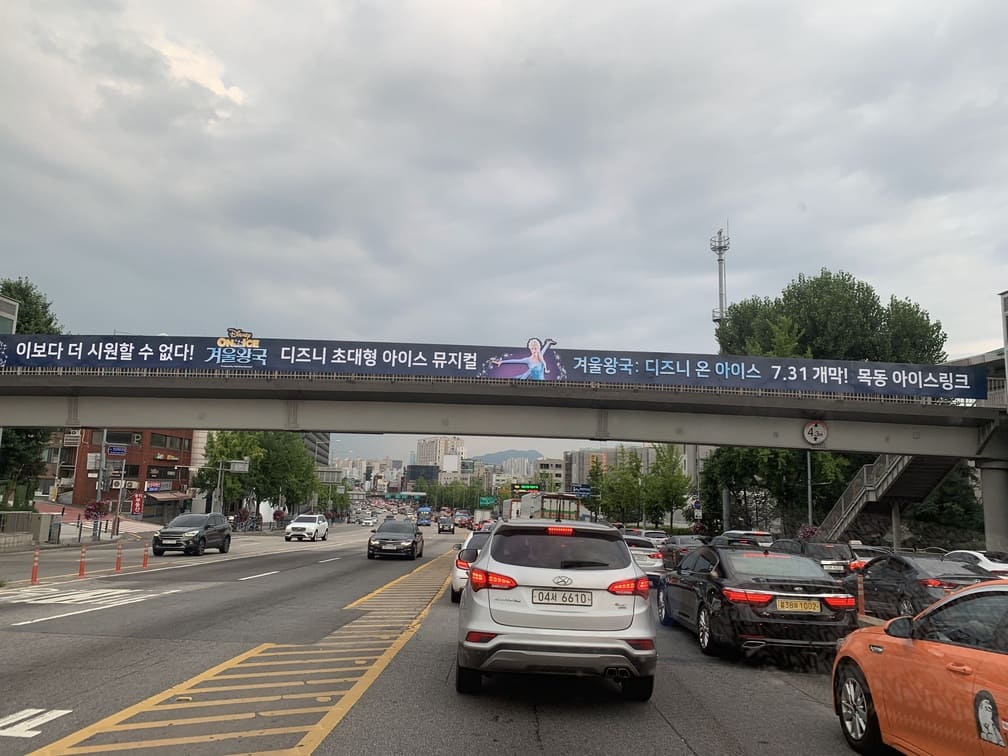 이보다 더 시원할 수 없다!
Disney
ON ICE
겨울왕국
디즈니 초대형 아이스 뮤지컬
겨울왕국: 디즈니 온 아이스
7.31 개막! 목동 아이스링크
04서 6610